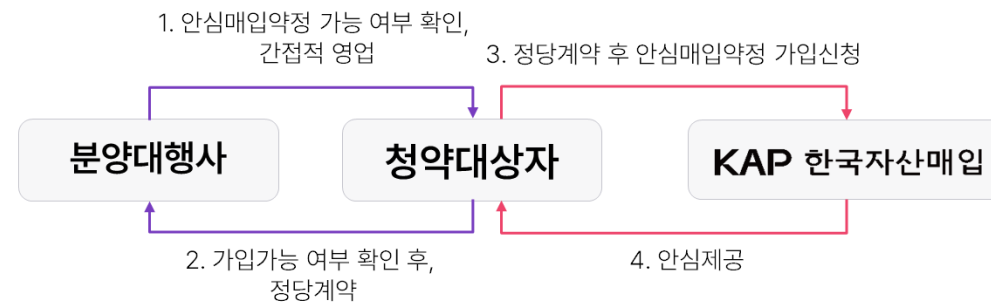 1. 안심매입약정 가능 여부 확인,
간접적 영업
3. 정당계약 후 안심매입약정 가입신청
분양대행사
청약대상자
KAP 한국자산매입
2. 가입가능 여부 확인 후,
정당계약
4. 안심제공